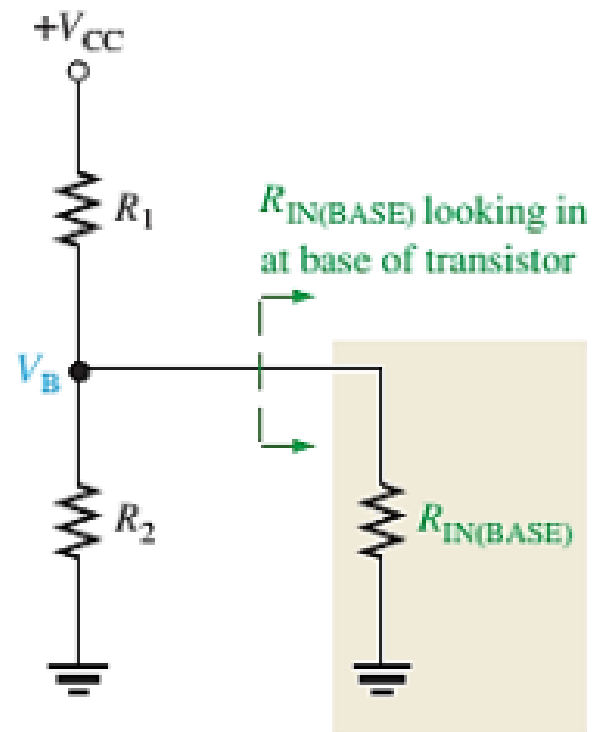 +VCC
R1
RIN(BASE) looking in
at base of transistor
VB
R2
RIN(BASE)